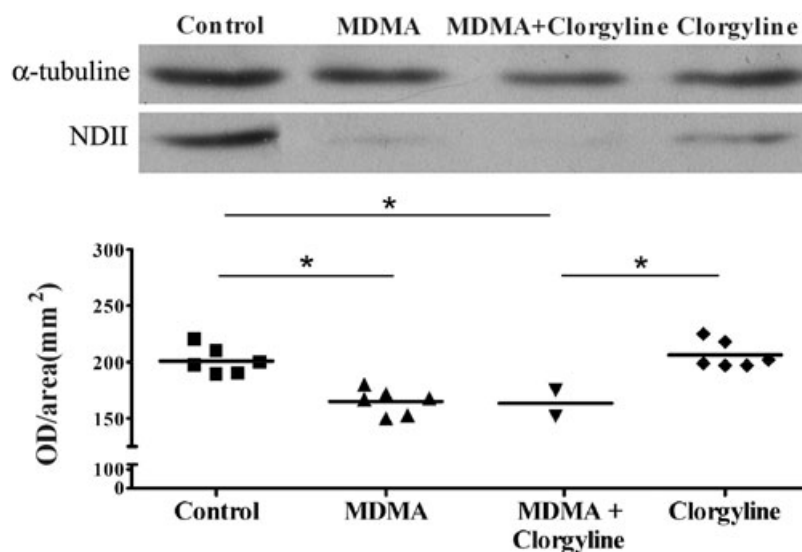 Control MDMA MDMA+Clorgyline Clorgyline
α-tubuline
NDII
*
* *
300
250
200
150
100
0
OD/area(mm²)
Control MDMA MDMA + Clorgyline
Clorgyline